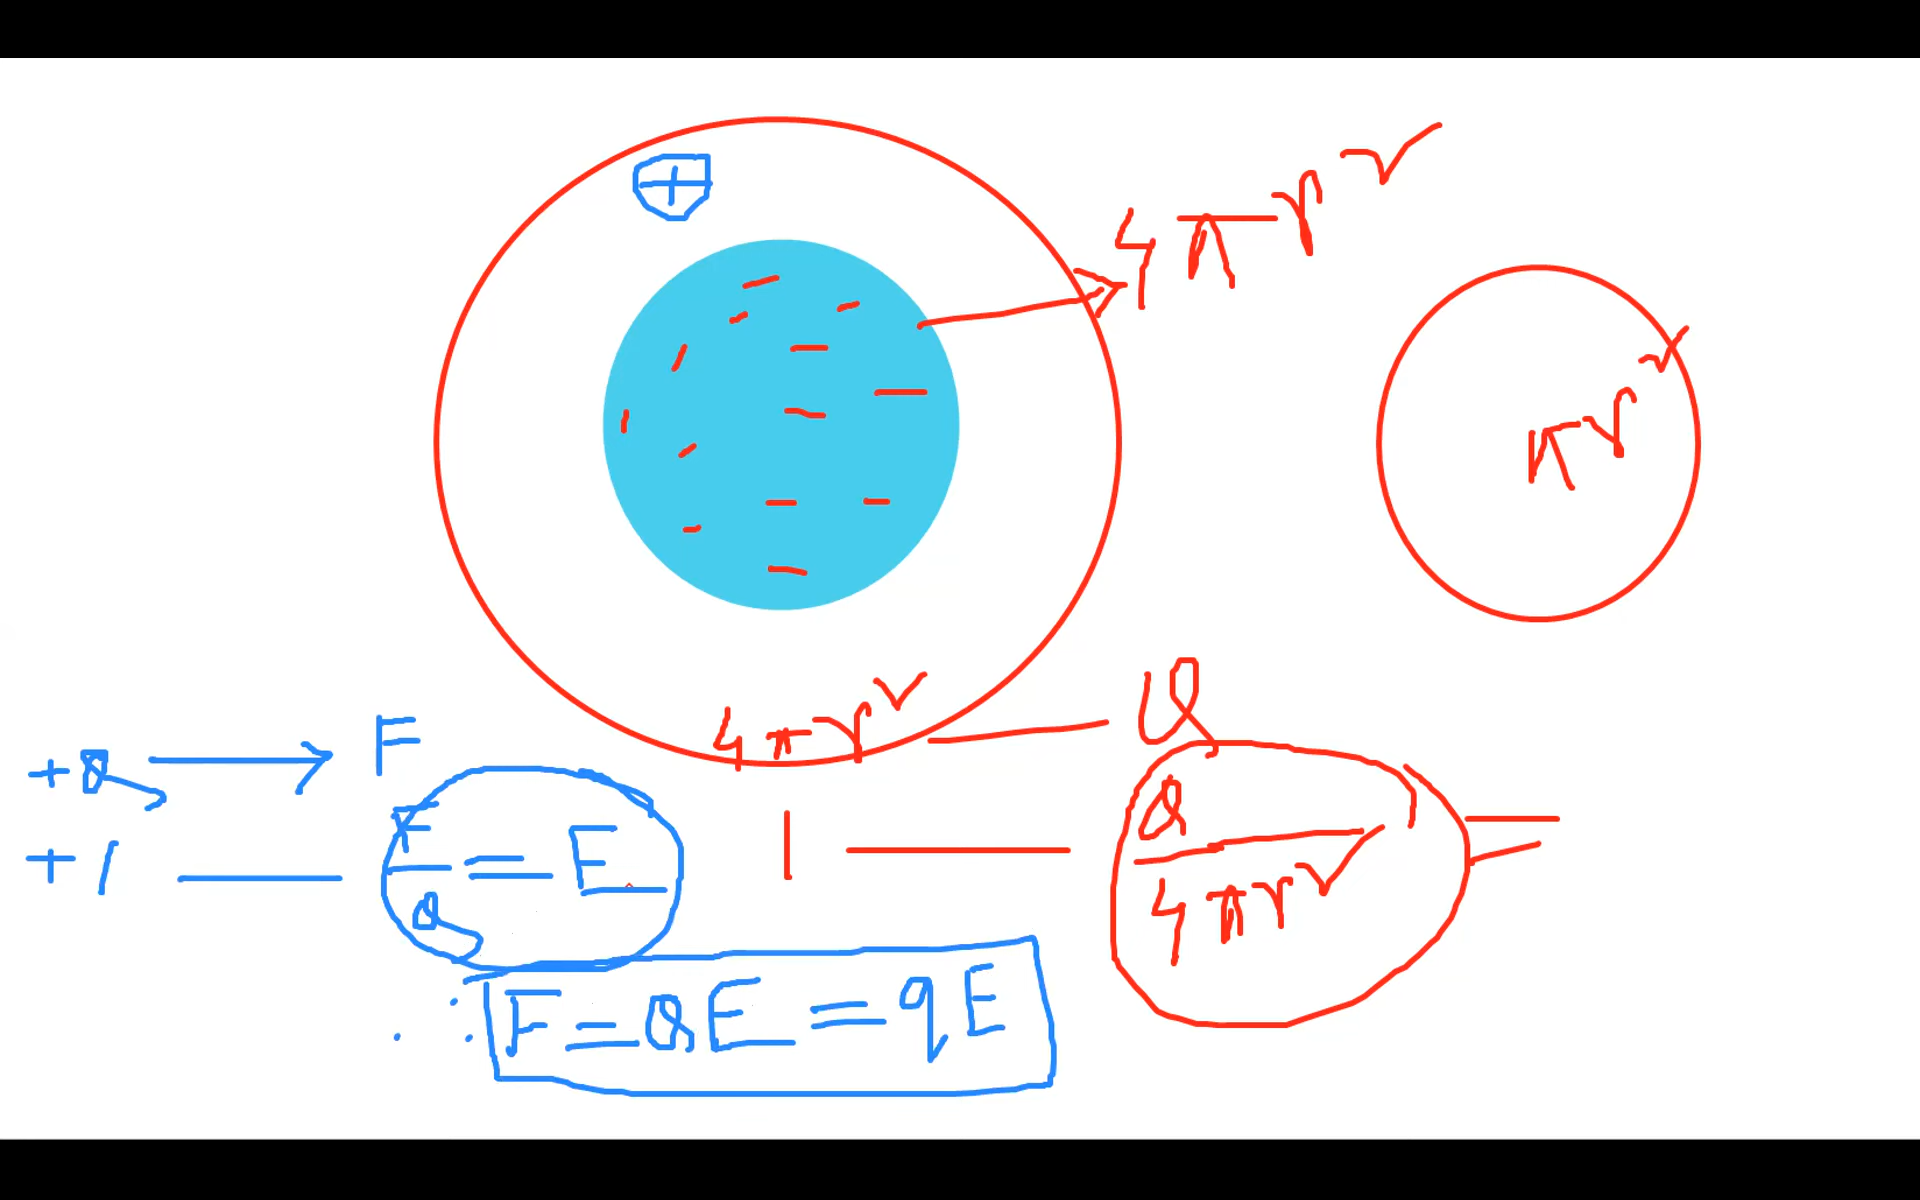 +
4πr²
πr²
4πr² — Q
1 — Q/4πr² =
+Q → F
+1 — F/Q = E
∴ F = QE = qE